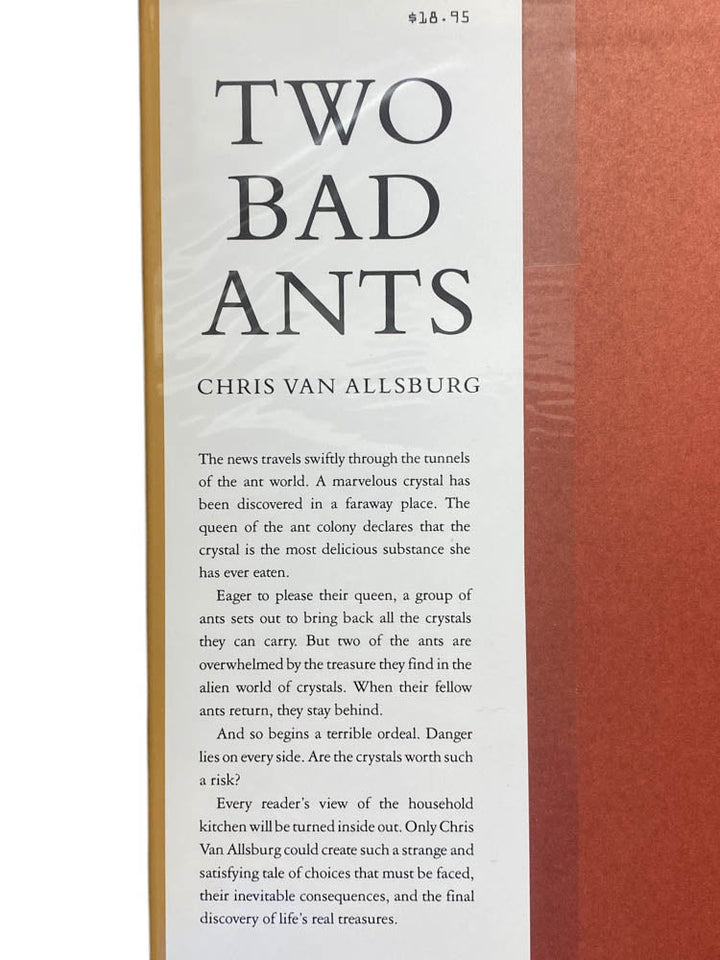 $18.95
TWO
BAD
ANTS
CHRIS VAN ALLSBURG
The news travels swiftly through the tunnels
of the ant world. A marvelous crystal has
been discovered in a faraway place. The
queen of the ant colony declares that the
crystal is the most delicious substance she
has ever eaten.
Eager to please their queen, a group of
ants sets out to bring back all the crystals
they can carry. But two of the ants are
overwhelmed by the treasure they find in the
alien world of crystals. When their fellow
ants return, they stay behind.
And so begins a terrible ordeal. Danger
lies on every side. Are the crystals worth such
a risk?
Every reader's view of the household
kitchen will be turned inside out. Only Chris
Van Allsburg could create such a strange and
satisfying tale of choices that must be faced,
their inevitable consequences, and the final
discovery of life's real treasures.